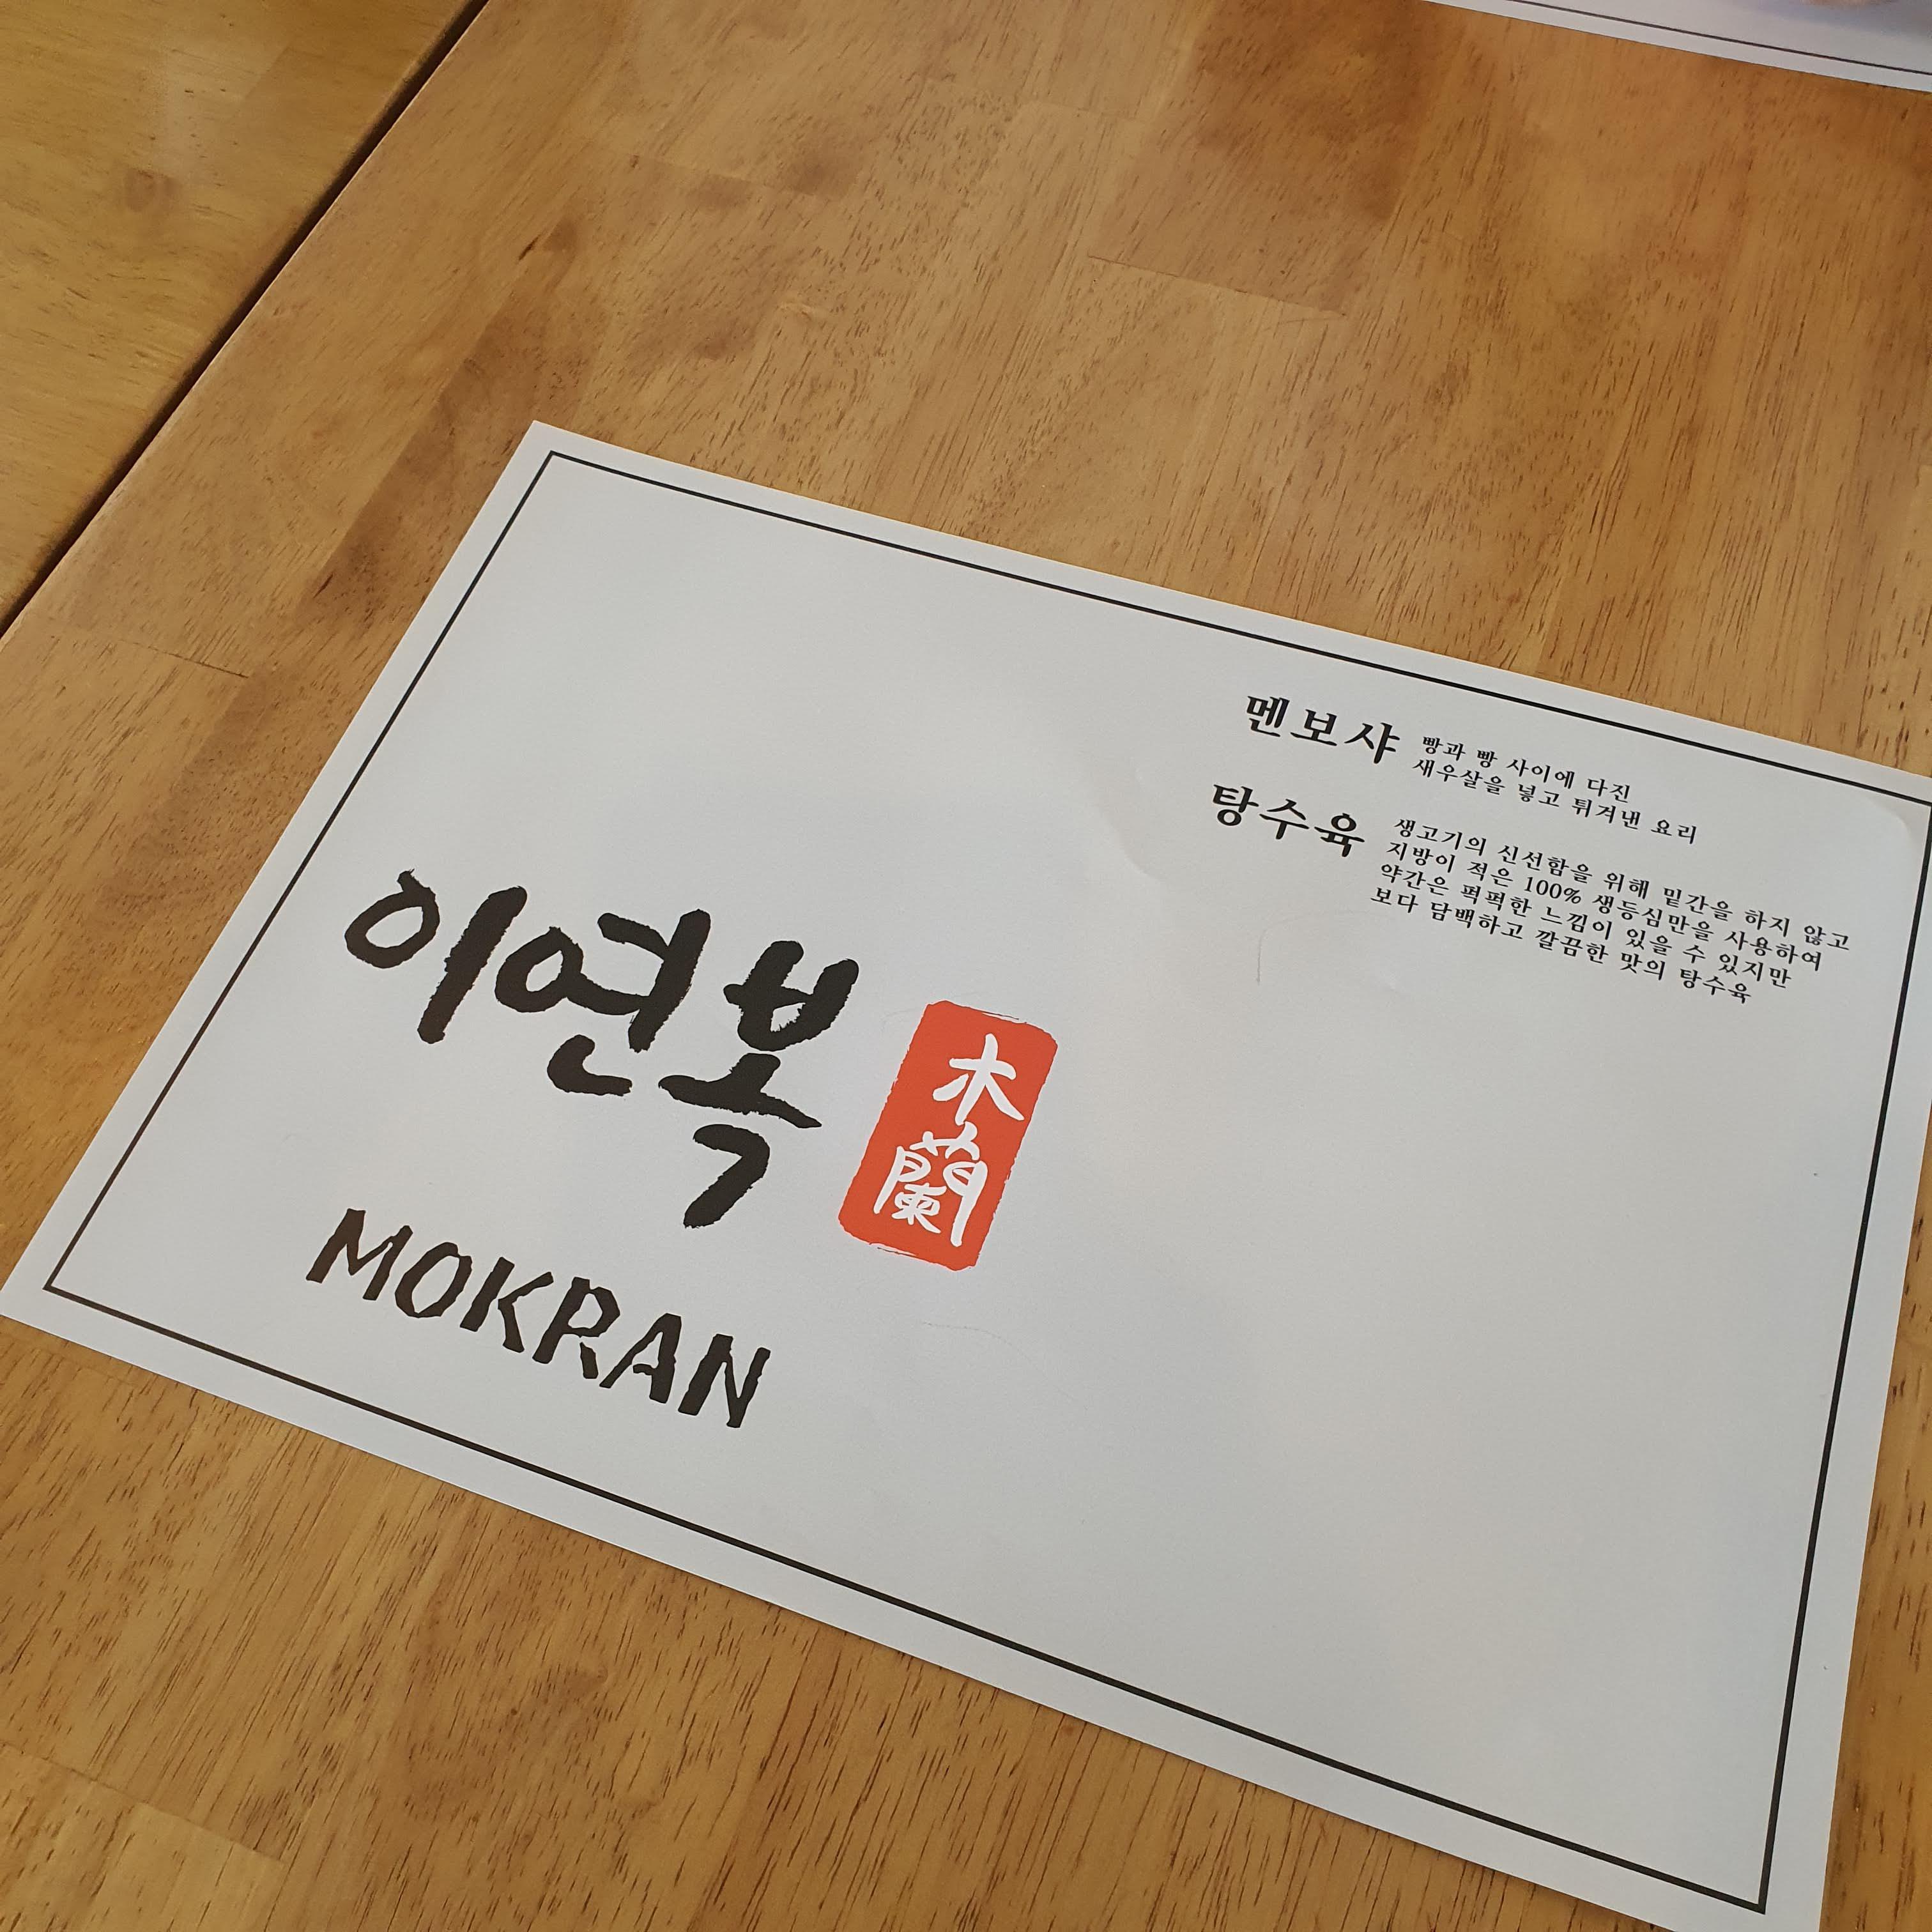 멘보샤
빵과 빵 사이에 다진
새우살을 넣고 튀겨낸 요리
탕수육
생고기의 신선함을 위해 밑간을 하지 않고
지방이 적은 100% 생등심만을 사용하여
약간은 퍽퍽한 느낌이 있을 수 있지만
보다 담백하고 깔끔한 맛의 탕수육
이연복
木蘭
MOKRAN